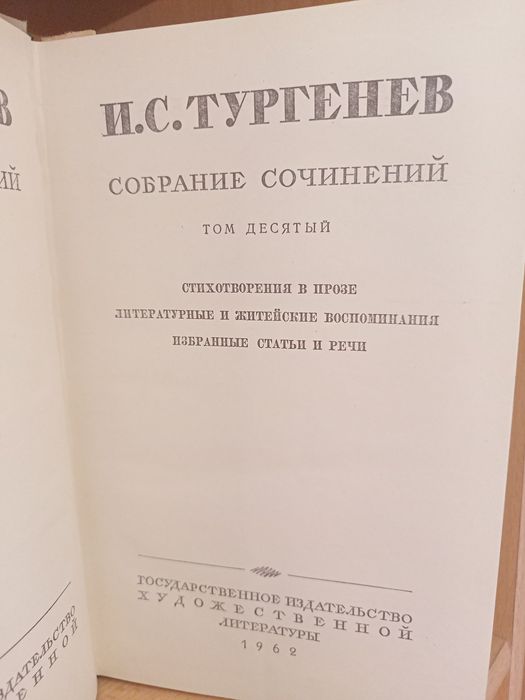 И.С.ТУРГЕНЕВ
СОБРАНИЕ СОЧИНЕНИЙ
ТОМ ДЕСЯТЫЙ
СТИХОТВОРЕНИЯ В ПРОЗЕ
ЛИТЕРАТУРНЫЕ И ЖИТЕЙСКИЕ ВОСПОМИНАНИЯ
ИЗБРАННЫЕ СТАТЬИ И РЕЧИ
ГОСУДАРСТВЕННОЕ ИЗДАТЕЛЬСТВО
ХУДОЖЕСТВЕННОЙ
ЛИТЕРАТУРЫ
1962